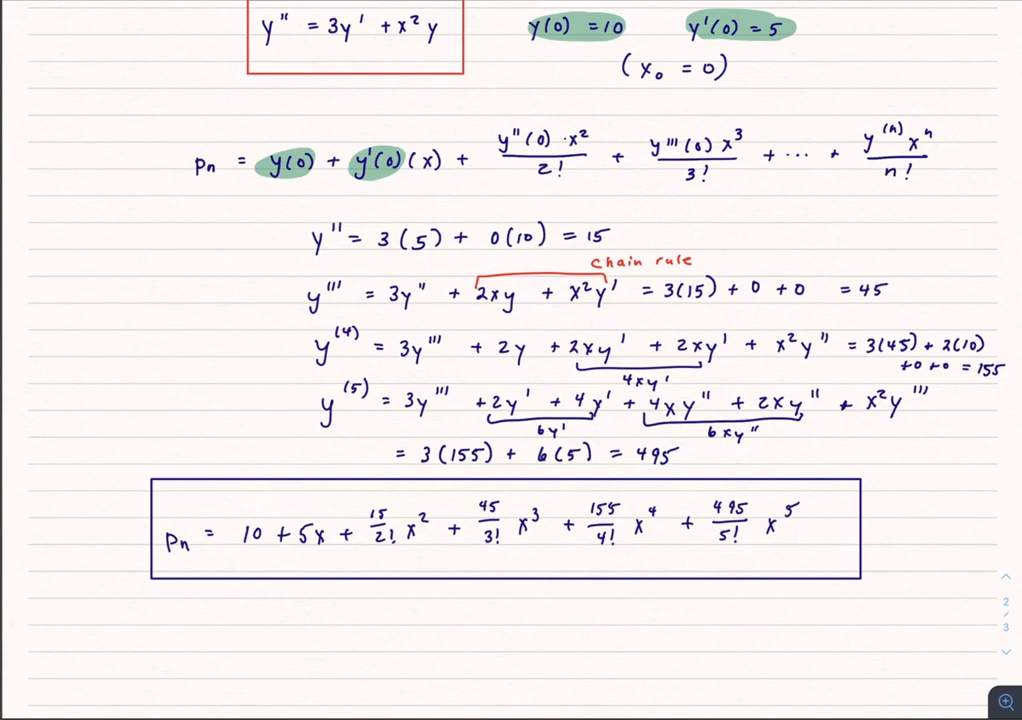 y'' = 3y' + x²y y(0) = 10 y'(0) = 5
(x₀ = 0)
Pn = y(0) + y'(0)(x) + y''(0)·x²/2! + y'''(0)x³/3! + ··· + y⁽ⁿ⁾xⁿ/n!
y'' = 3(5) + 0(10) = 15
chain rule
y''' = 3y'' + 2xy + x²y' = 3(15) + 0 + 0 = 45
y⁽⁴⁾ = 3y''' + 2y + 2xy' + 2xy' + x²y'' = 3(45) + 2(10)
+0 +0 = 155
4xy'
y⁽⁵⁾ = 3y''' + 2y' + 4y' + 4xy'' + 2xy'' + x²y'''
6y' 6xy''
= 3(155) + 6(5) = 495
Pn = 10 + 5x + 15/2! x² + 45/3! x³ + 155/4! x⁴ + 495/5! x⁵
2
/
3